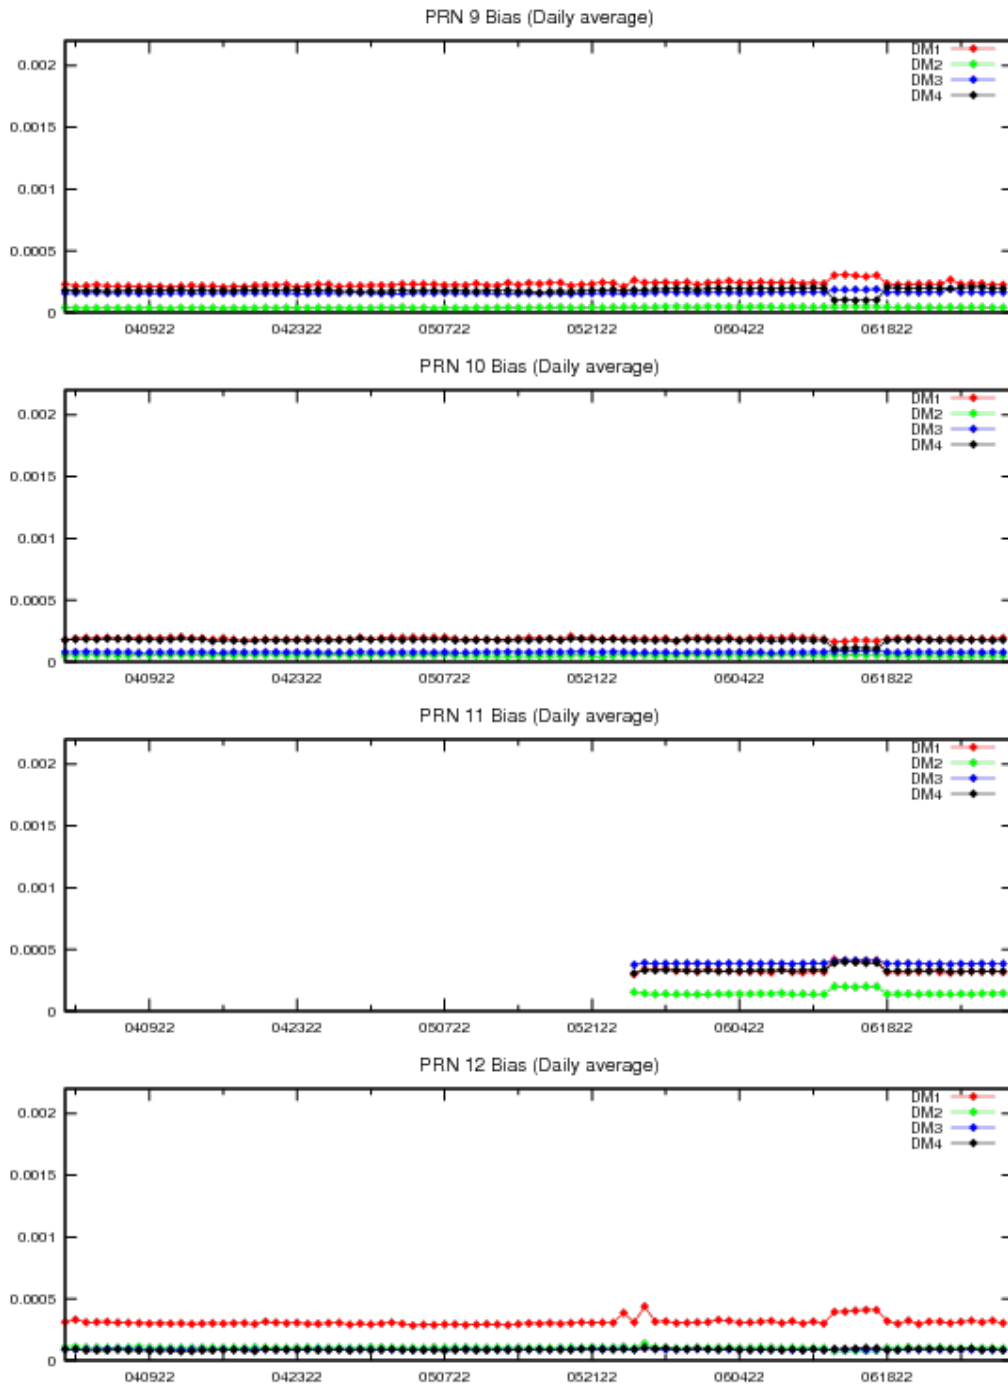 PRN 9 Bias (Daily average)
0.002
0.0015
0.001
0.0005
0
DM1
DM2
DM3
DM4
040922 042322 050722 052122 060422 061822
PRN 10 Bias (Daily average)
0.002
0.0015
0.001
0.0005
0
DM1
DM2
DM3
DM4
040922 042322 050722 052122 060422 061822
PRN 11 Bias (Daily average)
0.002
0.0015
0.001
0.0005
0
DM1
DM2
DM3
DM4
040922 042322 050722 052122 060422 061822
PRN 12 Bias (Daily average)
0.002
0.0015
0.001
0.0005
0
DM1
DM2
DM3
DM4
040922 042322 050722 052122 060422 061822